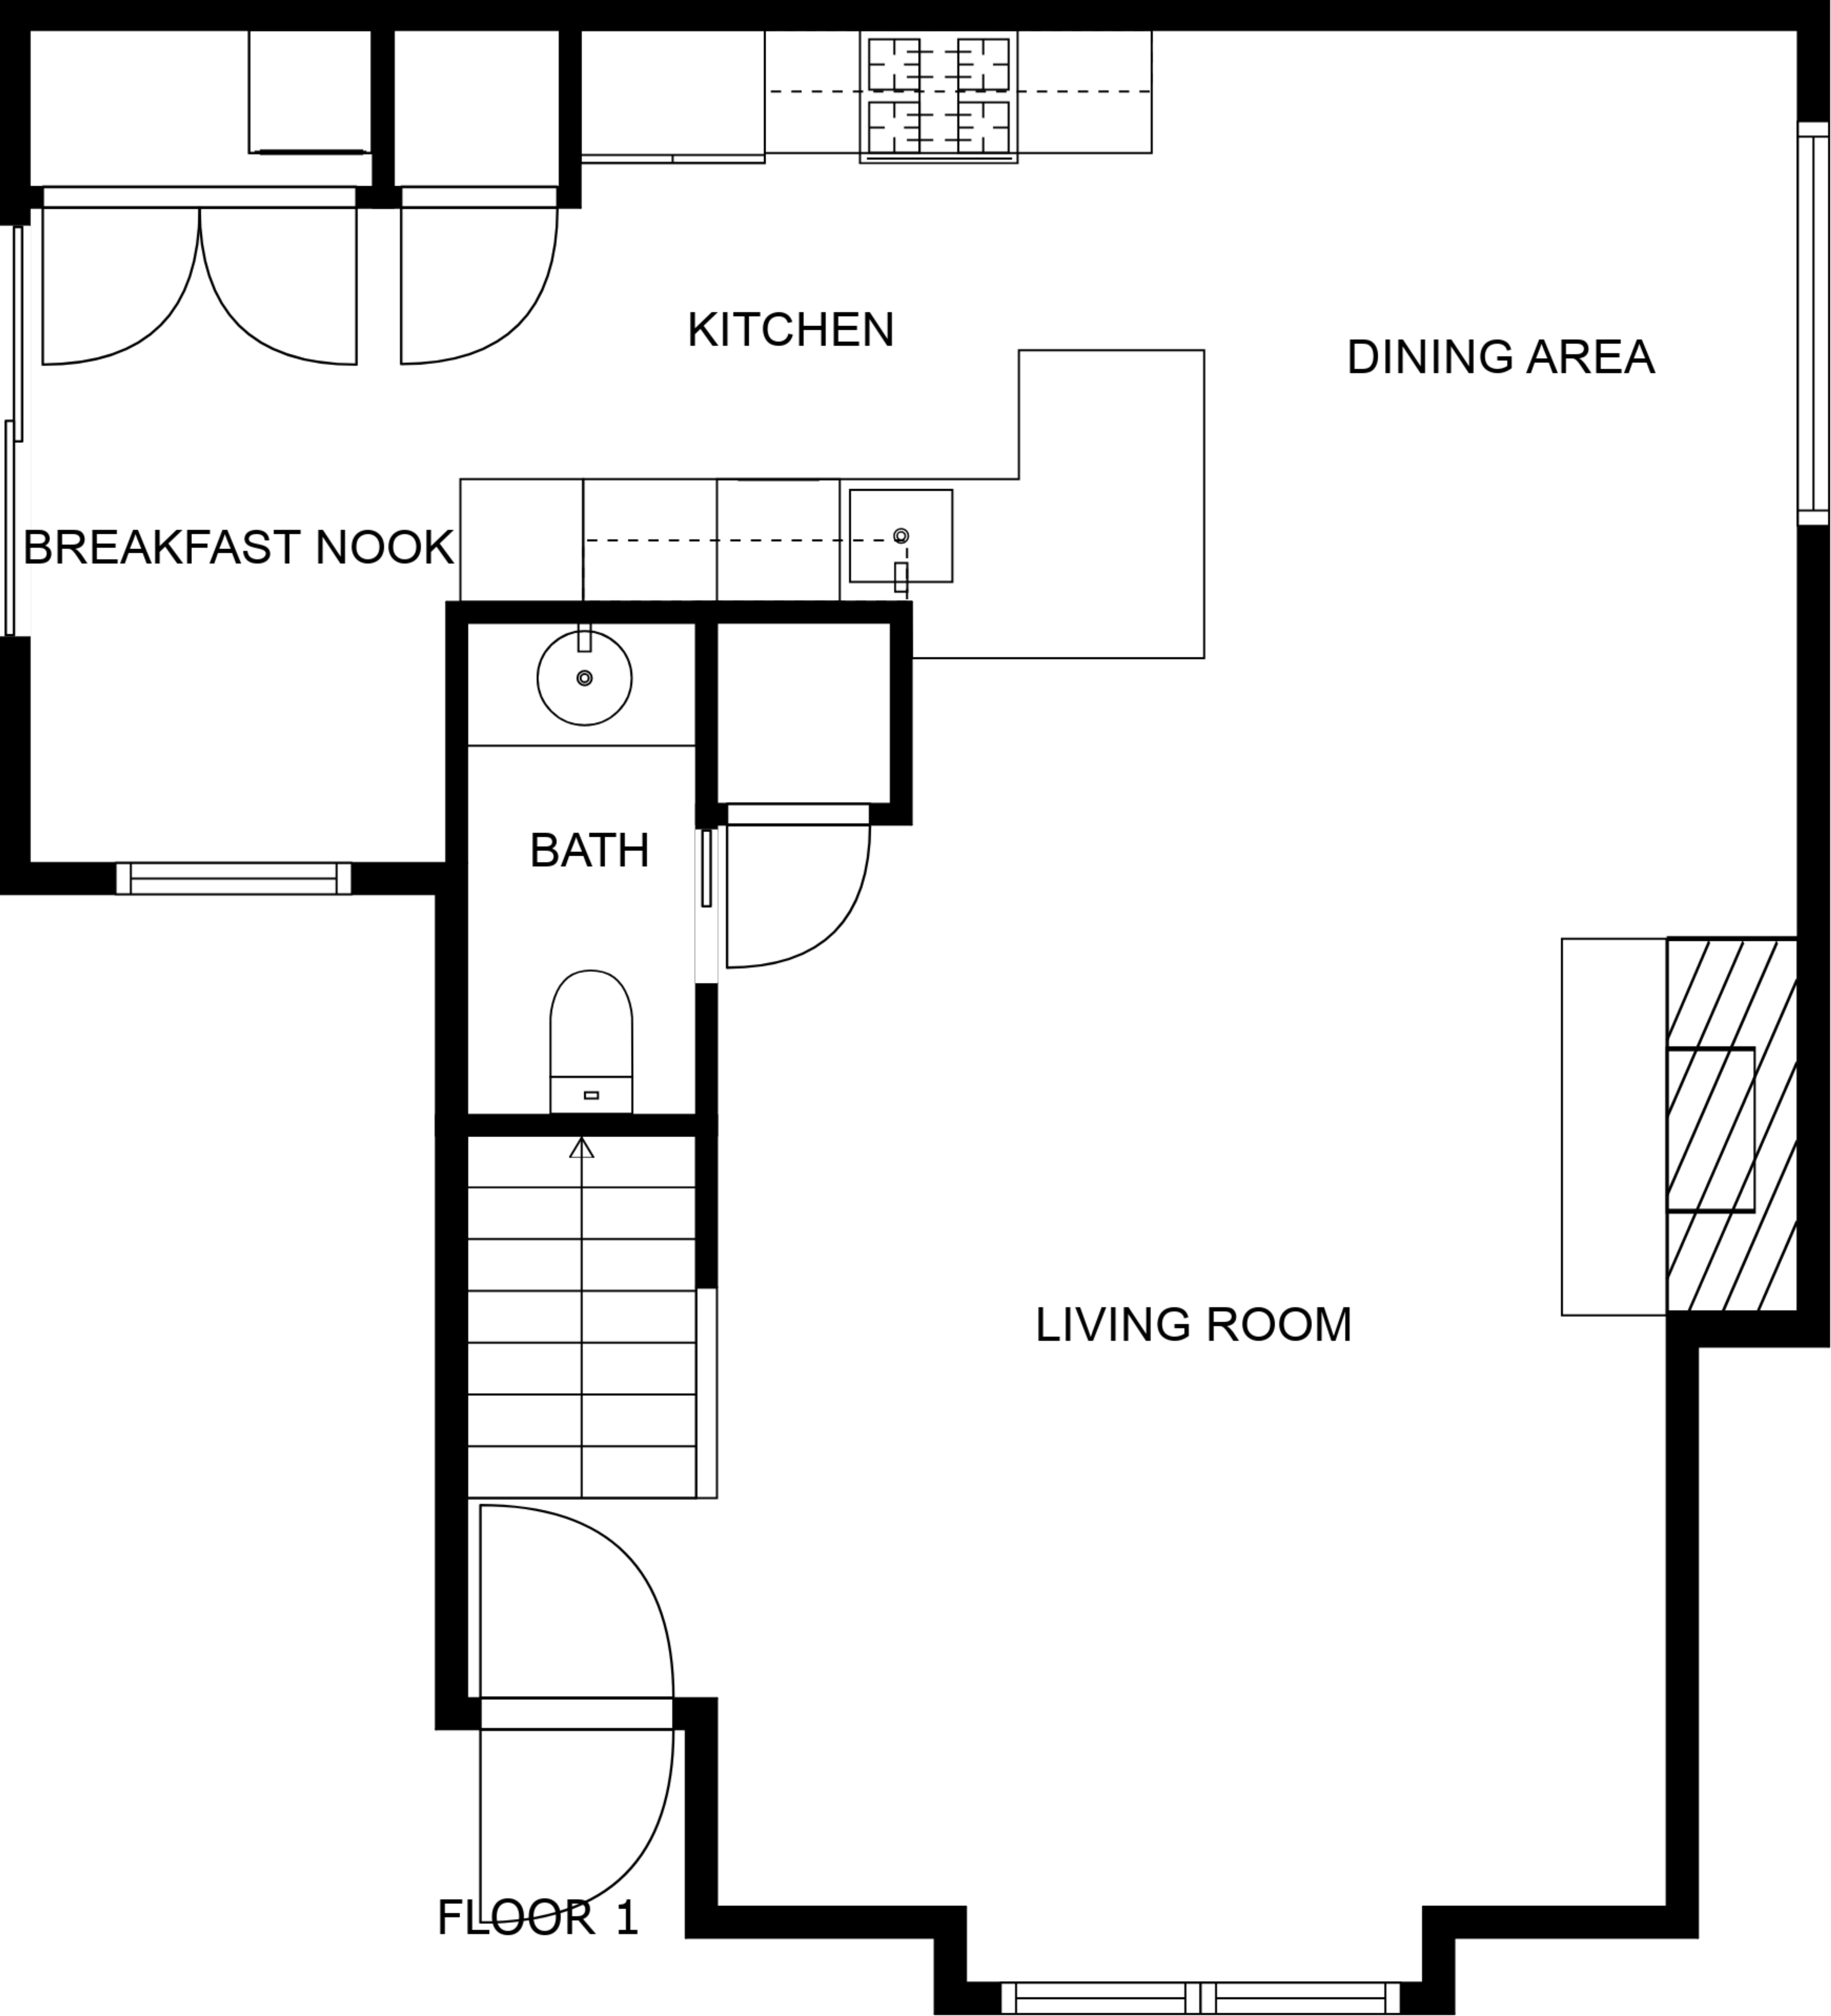 KITCHEN
DINING AREA
BREAKFAST NOOK
BATH
LIVING ROOM
FLOOR 1